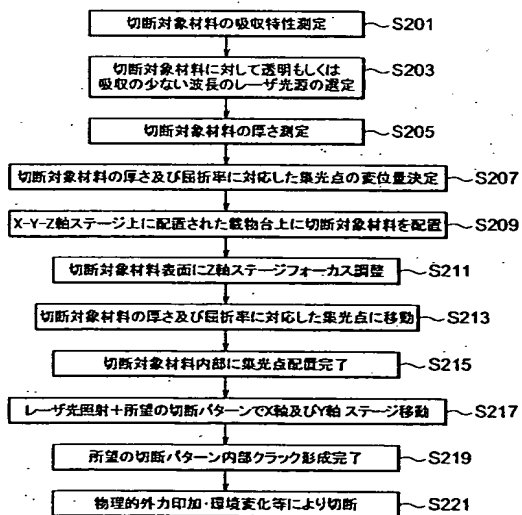 切断対象材料の吸収特性測定
S201
切断対象材料に対して透明もしくは
吸収の少ない波長のレーザ光源の選定
S203
切断対象材料の厚さ測定
S205
切断対象材料の厚さ及び屈折率に対応した集光点の変位量決定
S207
X-Y-Z軸ステージ上に配置された載物台上に切断対象材料を配置
S209
切断対象材料表面にZ軸ステージフォーカス調整
S211
切断対象材料の厚さ及び屈折率に対応した集光点に移動
S213
切断対象材料内部に集光点配置完了
S215
レーザ光照射+所望の切断パターンでX軸及びY軸 ステージ移動
S217
所望の切断パターン内部クラック形成完了
S219
物理的外力印加・環境変化等により切断
S221